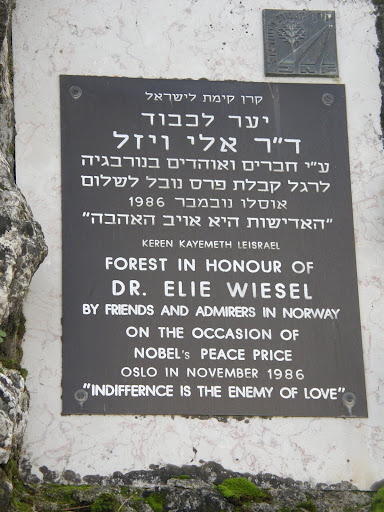 קרן קימת לישראל
יער לכבוד
ד"ר אלי ויזל
ע"י חברים ואוהדים בנורבגיה
לרגל קבלת פרס נובל לשלום
אוסלו נובמבר 1986
"האדישות היא אויב האהבה"
KEREN KAYEMETH LEISRAEL
FOREST IN HONOUR OF
DR. ELIE WIESEL
BY FRIENDS AND ADMIRERS IN NORWAY
ON THE OCCASION OF
NOBEL's PEACE PRICE
OSLO IN NOVEMBER 1986
"INDIFFERNCE IS THE ENEMY OF LOVE"